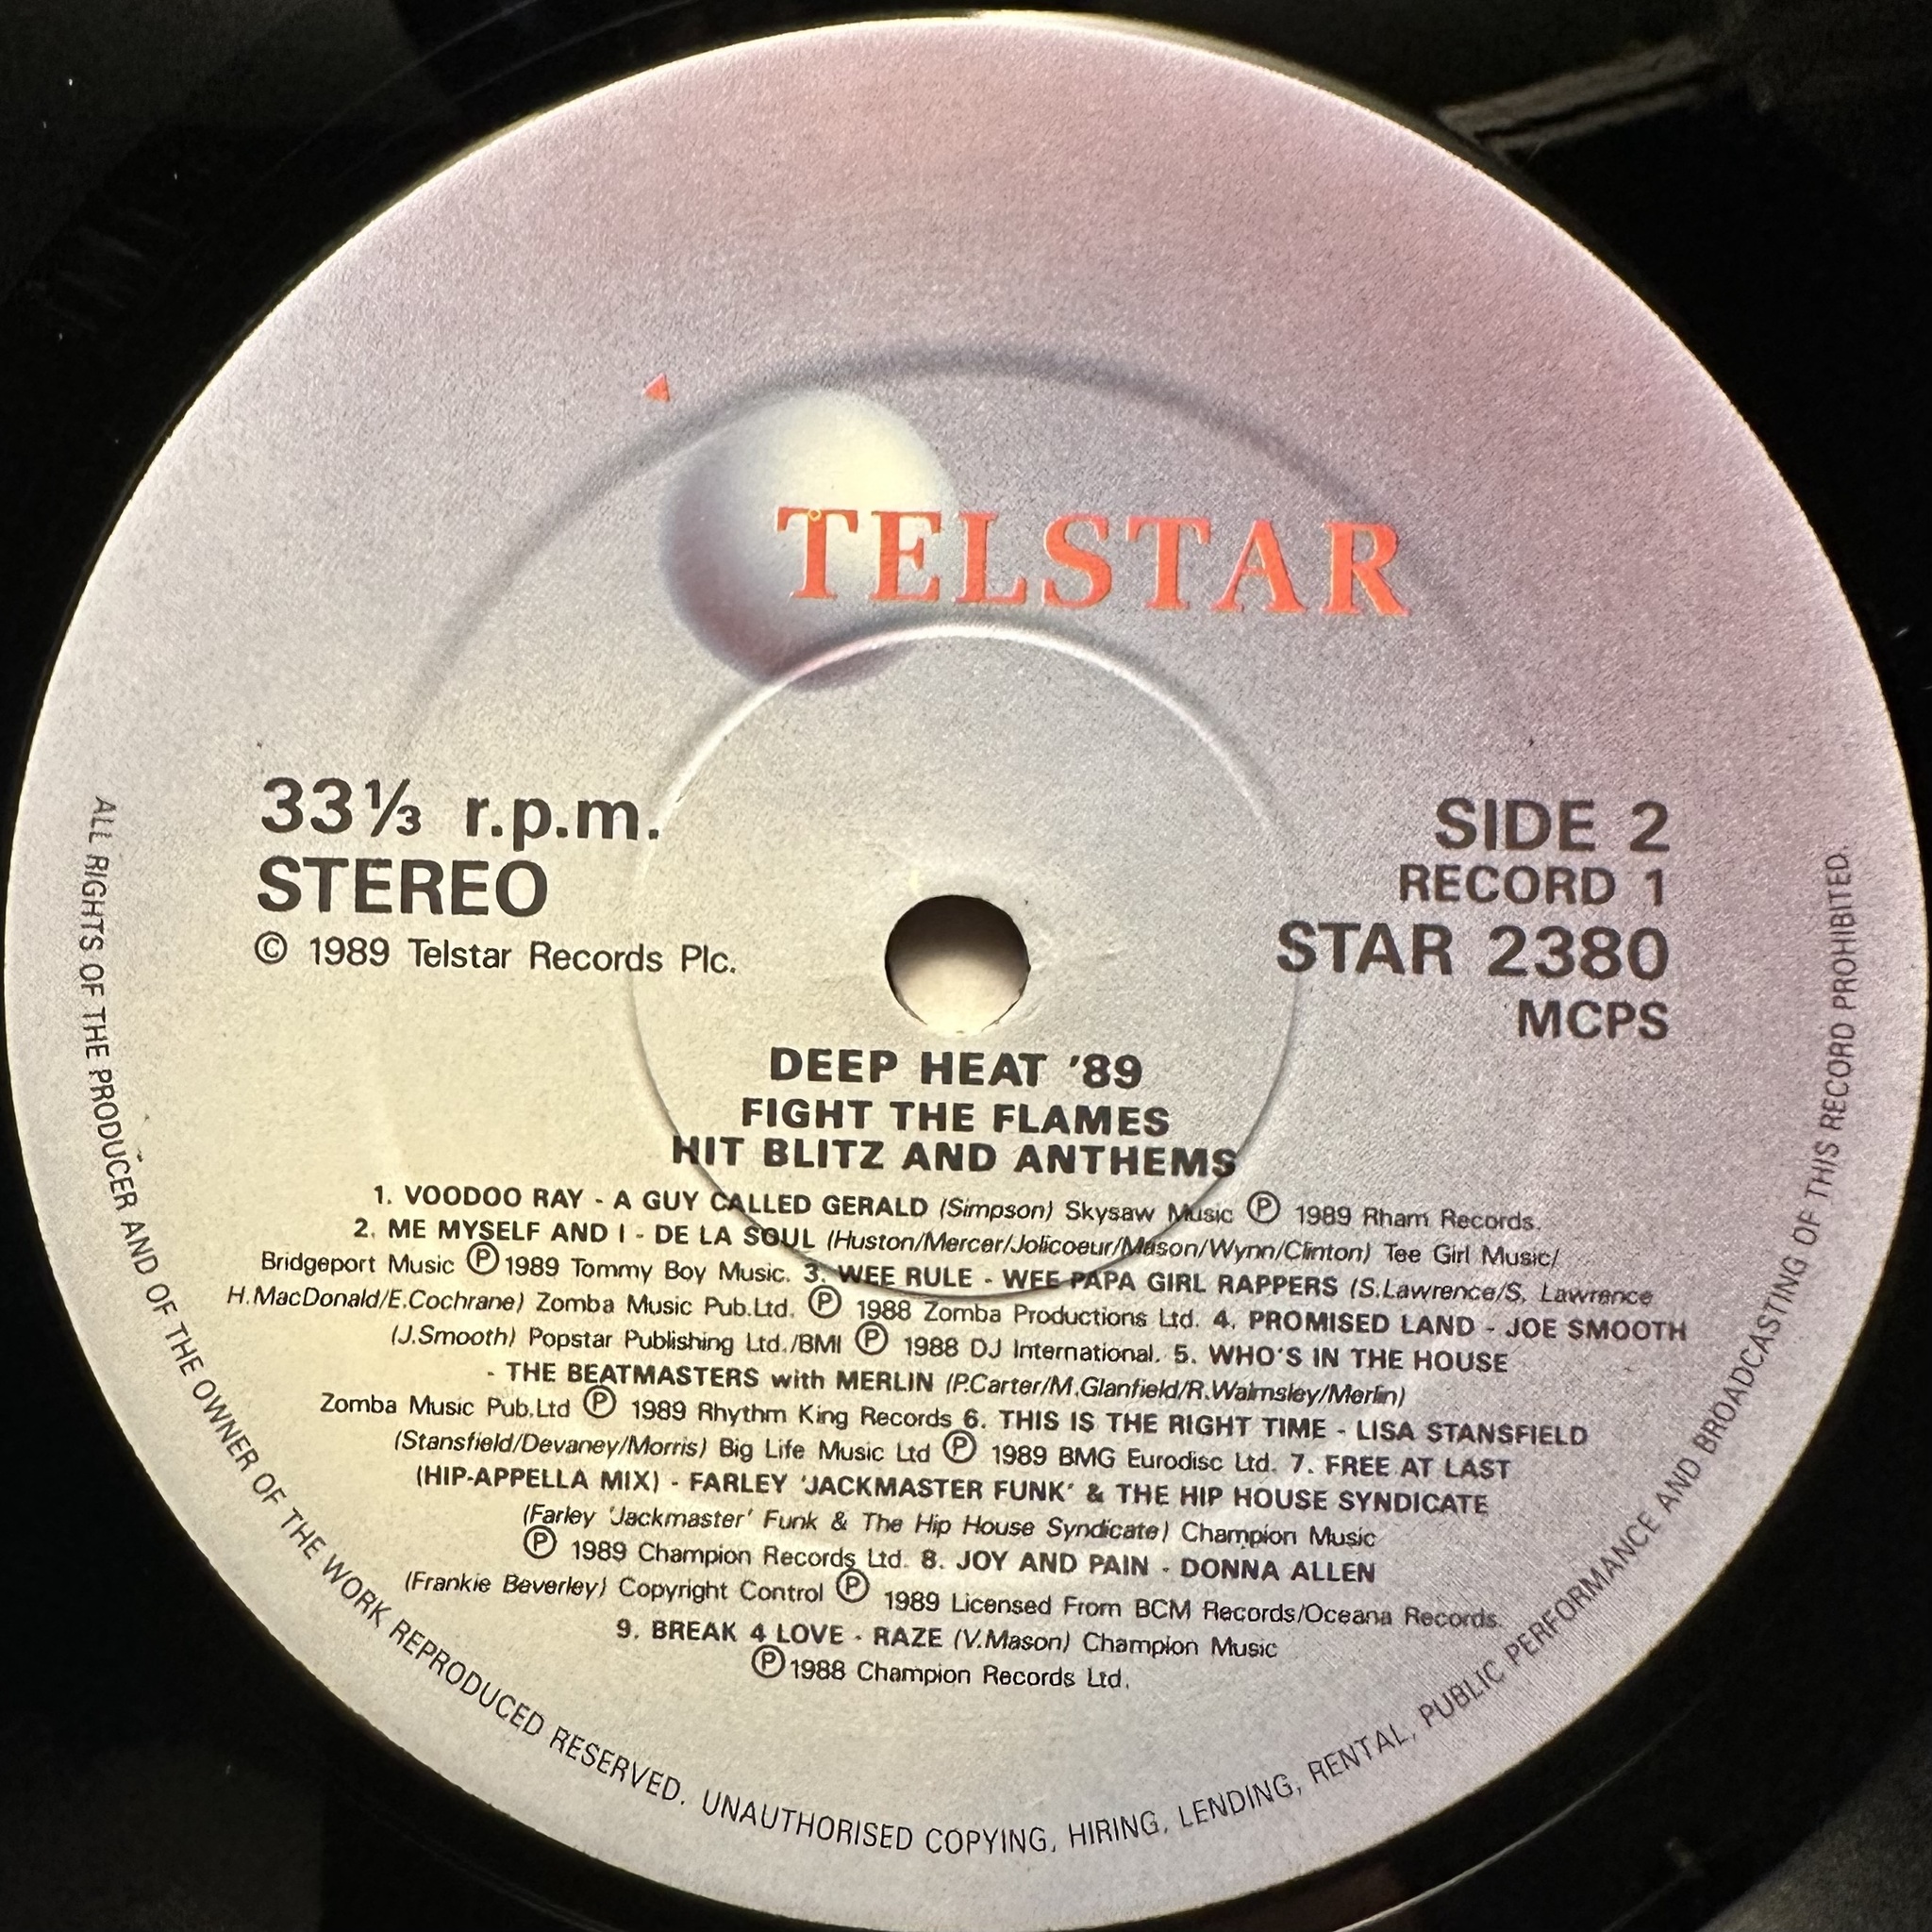 TELSTAR
33⅓ r.p.m.
STEREO
© 1989 Telstar Records Plc.
SIDE 2
RECORD 1
STAR 2380
MCPS
DEEP HEAT '89
FIGHT THE FLAMES
HIT BLITZ AND ANTHEMS
1. VOODOO RAY - A GUY CALLED GERALD (Simpson) Skysaw Music ℗ 1989 Rham Records.
2. ME MYSELF AND I - DE LA SOUL (Huston/Mercer/Jolicoeur/Mason/Wynn/Clinton) Tee Girl Music/
Bridgeport Music ℗ 1989 Tommy Boy Music. 3. WEE RULE - WEE PAPA GIRL RAPPERS (S.Lawrence/S. Lawrence
H.MacDonald/E.Cochrane) Zomba Music Pub.Ltd. ℗ 1988 Zomba Productions Ltd. 4. PROMISED LAND - JOE SMOOTH
(J.Smooth) Popstar Publishing Ltd./BMI ℗ 1988 DJ International. 5. WHO'S IN THE HOUSE
- THE BEATMASTERS with MERLIN (P.Carter/M.Glanfield/R.Walmsley/Merlin)
Zomba Music Pub.Ltd ℗ 1989 Rhythm King Records 6. THIS IS THE RIGHT TIME - LISA STANSFIELD
(Stansfield/Devaney/Morris) Big Life Music Ltd ℗ 1989 BMG Eurodisc Ltd. 7. FREE AT LAST
(HIP-APPELLA MIX) - FARLEY 'JACKMASTER FUNK' & THE HIP HOUSE SYNDICATE
(Farley 'Jackmaster' Funk & The Hip House Syndicate) Champion Music
℗ 1989 Champion Records Ltd. 8. JOY AND PAIN - DONNA ALLEN
(Frankie Beverley) Copyright Control ℗ 1989 Licensed From BCM Records/Oceana Records.
9. BREAK 4 LOVE - RAZE (V.Mason) Champion Music
℗ 1988 Champion Records Ltd.
ALL RIGHTS OF THE PRODUCER AND OF THE OWNER OF THE WORK REPRODUCED RESERVED. UNAUTHORISED COPYING, HIRING, LENDING, RENTAL, PUBLIC PERFORMANCE AND BROADCASTING OF THIS RECORD PROHIBITED.